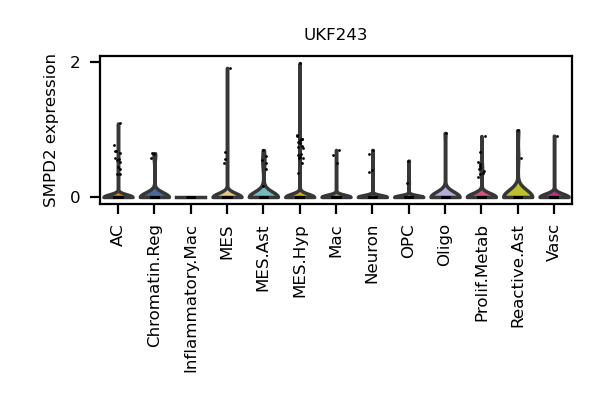 UKF243
SMPD2 expression
2
0
AC
Chromatin.Reg
Inflammatory.Mac
MES
MES.Ast
MES.Hyp
Mac
Neuron
OPC
Oligo
Prolif.Metab
Reactive.Ast
Vasc